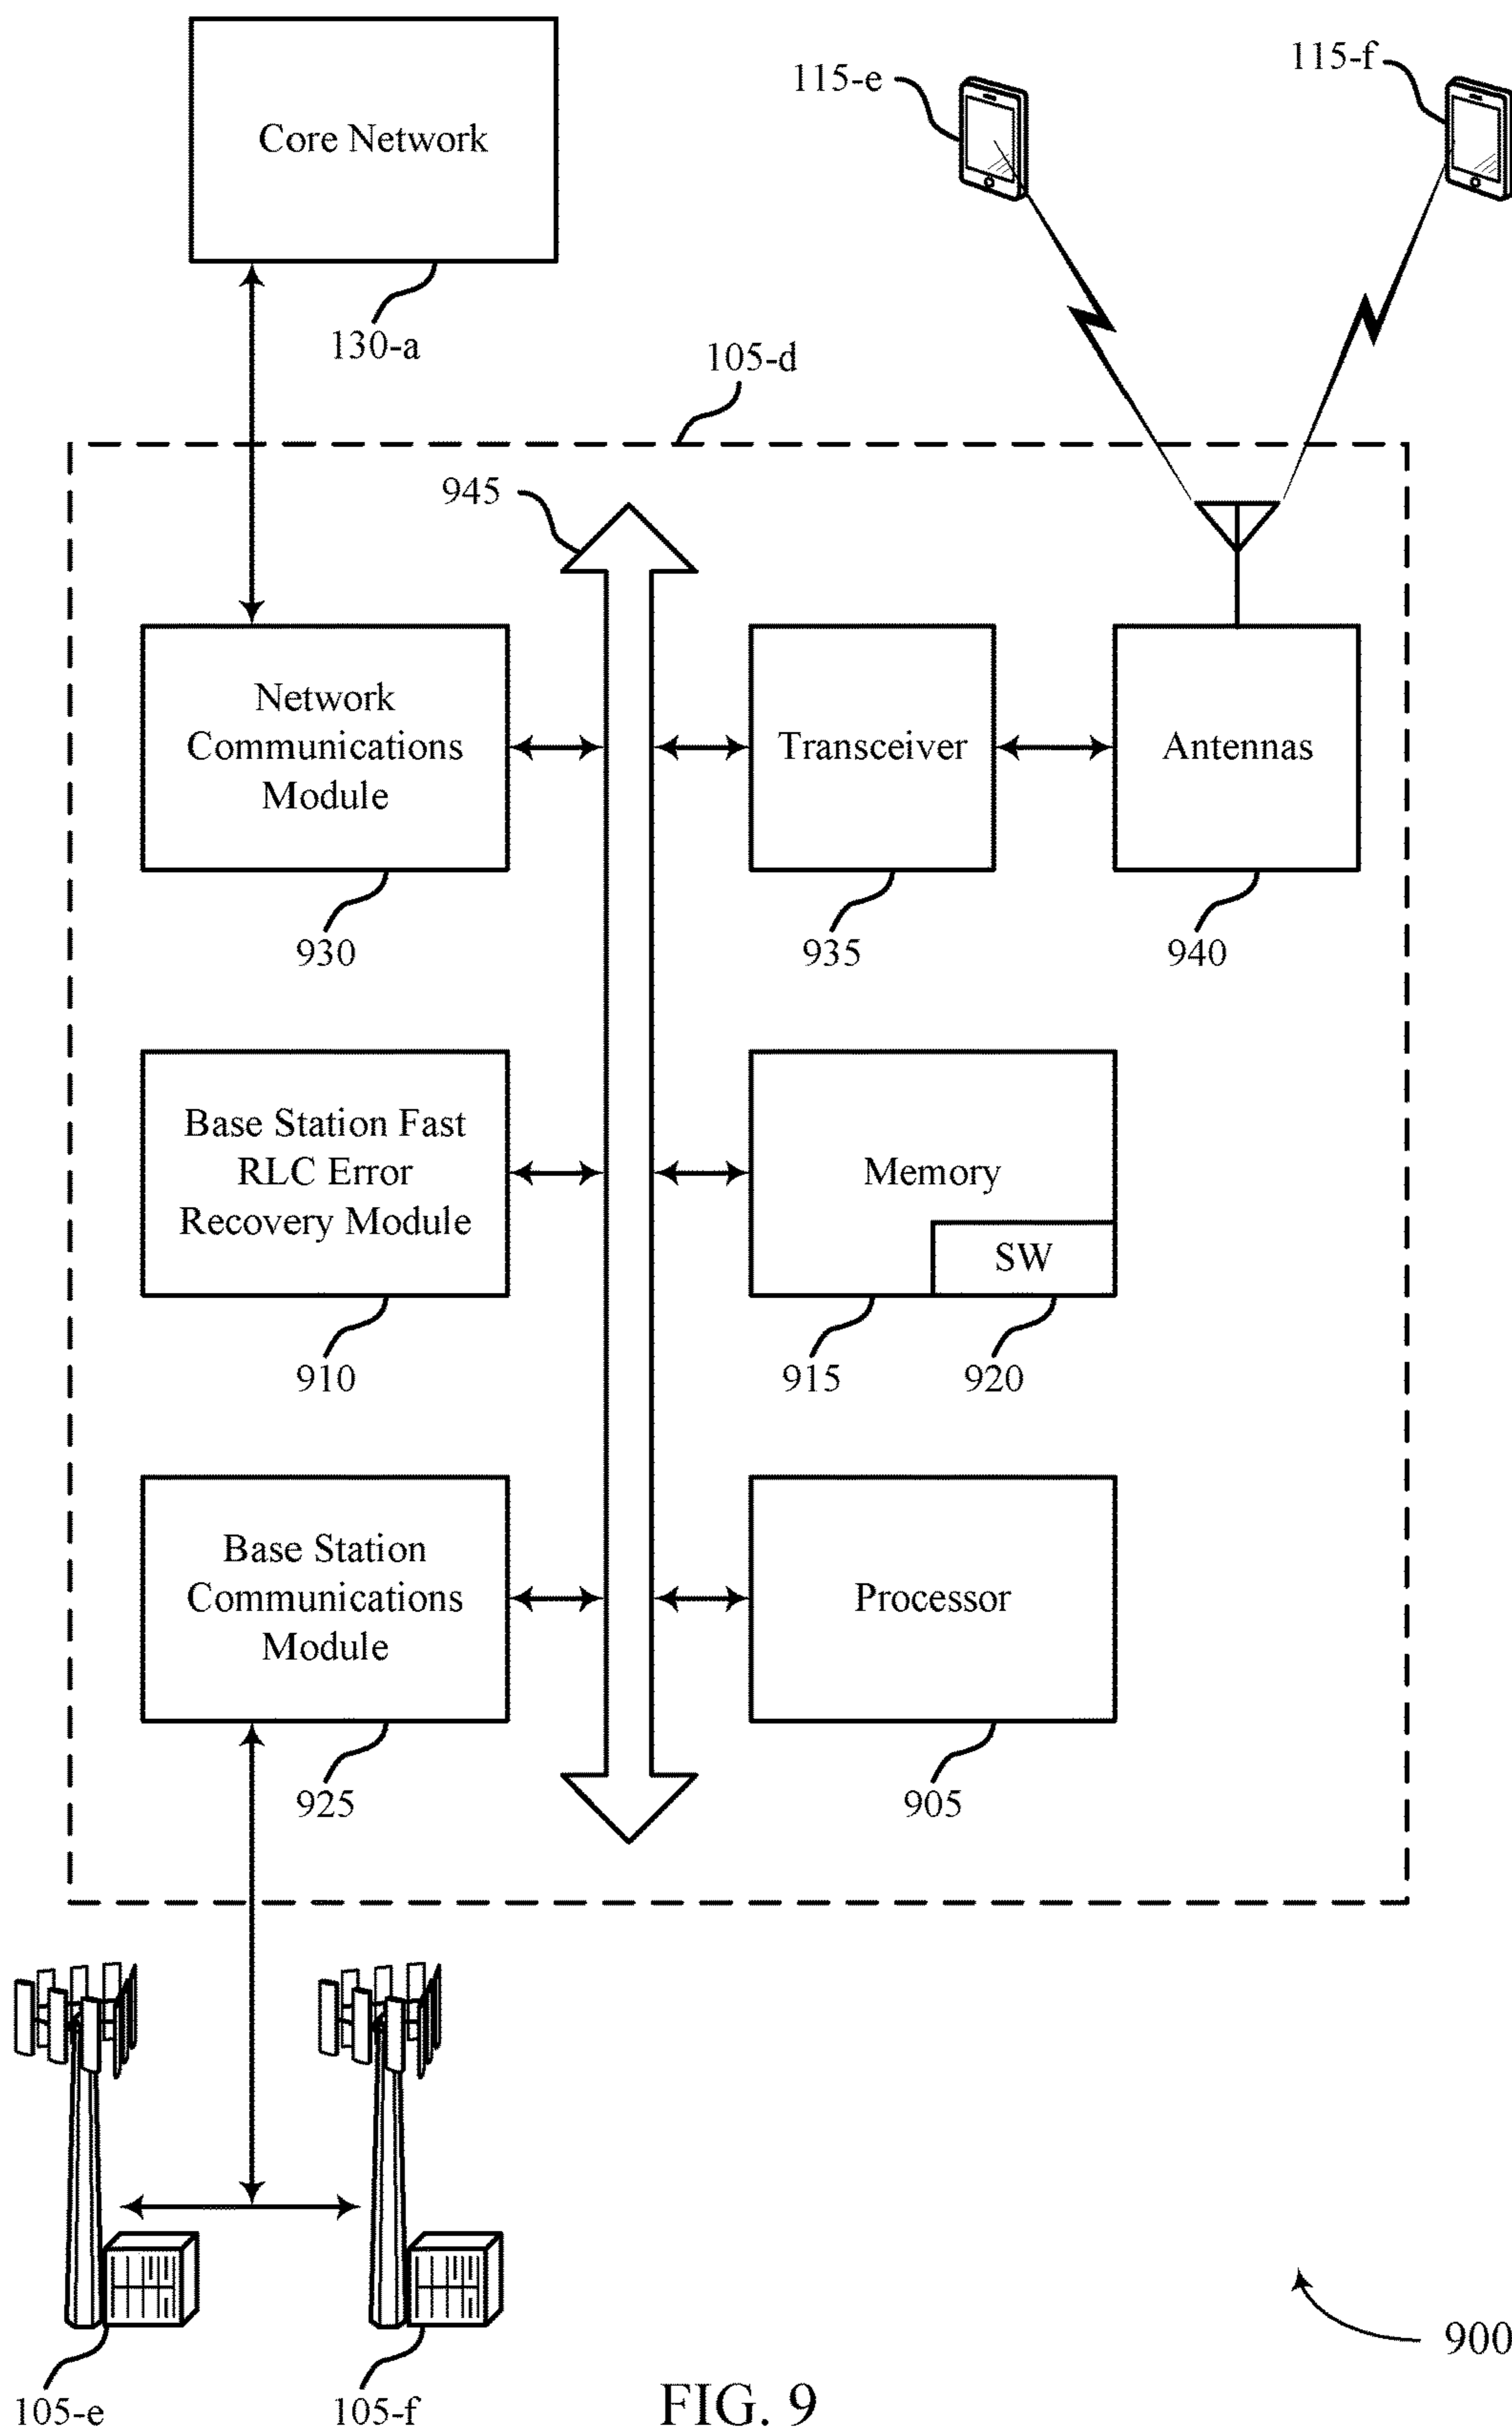 Core Network
115-e
115-f
130-a
105-d
945
Network
Communications
Module
Transceiver
Antennas
930
935
940
Base Station Fast
RLC Error
Recovery Module
Memory
SW
910
915
920
Base Station
Communications
Module
Processor
925
905
900
105-e
105-f
FIG. 9